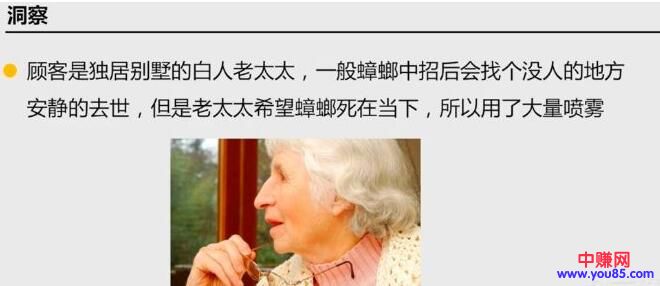 洞察
顾客是独居别墅的白人老太太，一般蟑螂中招后会找个没人的地方
安静的去世，但是老太太希望蟑螂死在当下，所以用了大量喷雾
中赚网
www.you85.com